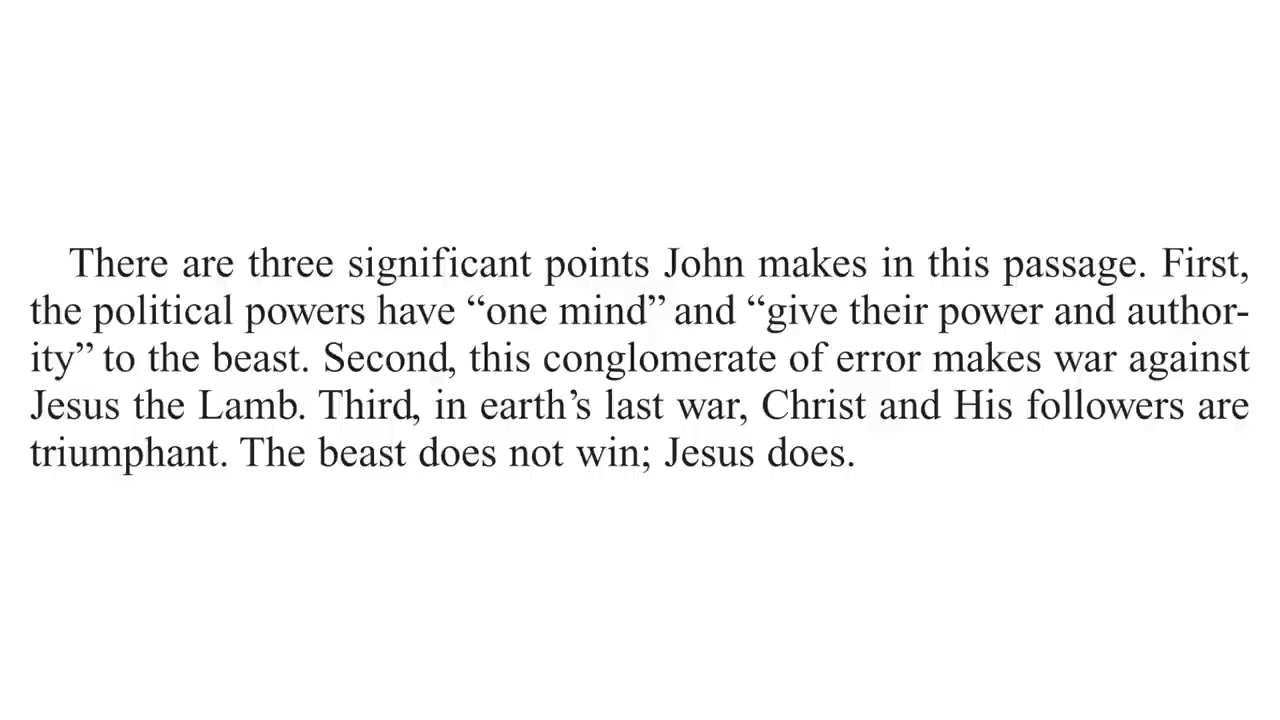 There are three significant points John makes in this passage. First,
the political powers have “one mind” and “give their power and author-
ity” to the beast. Second, this conglomerate of error makes war against
Jesus the Lamb. Third, in earth’s last war, Christ and His followers are
triumphant. The beast does not win; Jesus does.